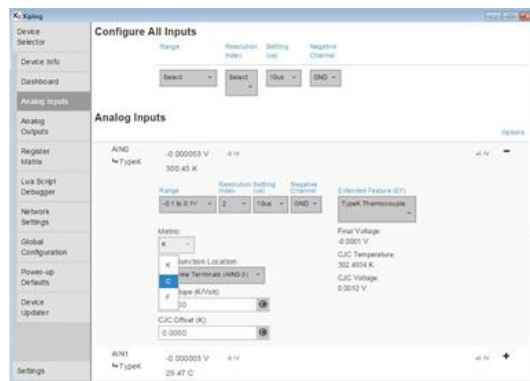 Kipling
Device Selector
Device Info
Dashboard
Analog Inputs
Analog Outputs
Register Matrix
Lua Script Debugger
Network Settings
Global Configuration
Power-up Defaults
Device Updater
Settings
Configure All Inputs
Range
Resolution Index
Settling (us)
Negative Channel
Select
Select
10us
GND
Analog Inputs
Options
AIN0
TypeK
-0.000053 V
300.45 K
Range
Resolution Index
Settling (us)
Negative Channel
Extended Feature (EF)
-0.1 to 0.1V
2
10us
GND
TypeK Thermocouple
Metric:
K
K
C
F
unction Location:
rew Terminals (AIN0-3)
ope (K/Volt):
00
CJC Offset (K):
0.0000
Final Voltage:
-0.0001 V
CJC Temperature:
302.4934 K
CJC Voltage:
0.0012 V
AIN1
TypeK
-0.000003 V
29.47 C